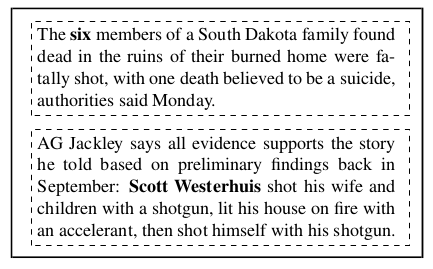 The six members of a South Dakota family found
dead in the ruins of their burned home were fa-
tally shot, with one death believed to be a suicide,
authorities said Monday.
AG Jackley says all evidence supports the story
he told based on preliminary findings back in
September: Scott Westerhuis shot his wife and
children with a shotgun, lit his house on fire with
an accelerant, then shot himself with his shotgun.